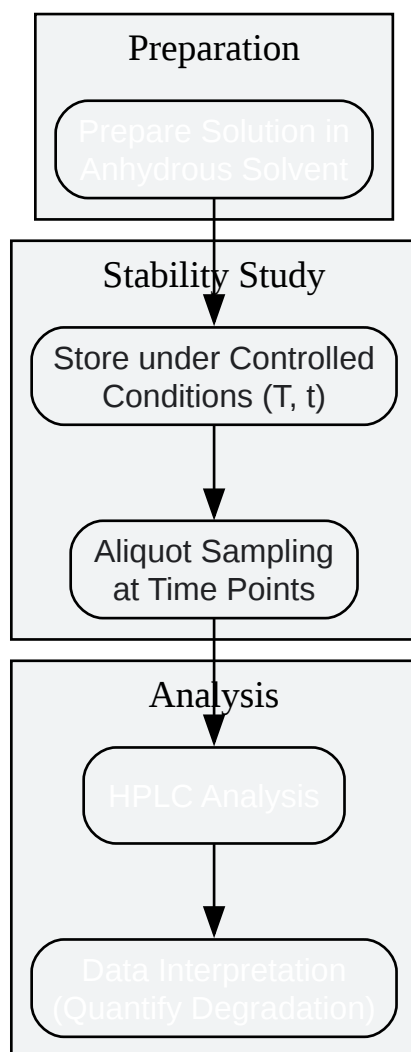 Preparation
Prepare Solution in
Anhydrous Solvent
Stability Study
Store under Controlled
Conditions (T, t)
Aliquot Sampling
at Time Points
Analysis
HPLC Analysis
Data Interpretation
(Quantify Degradation)